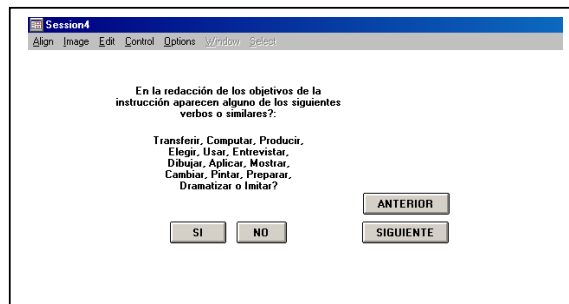 Session4
Align Image Edit Control Options Window Select
En la redacción de los objetivos de la
instrucción aparecen alguno de los siguientes
verbos o similares?:
Transferir, Computar, Producir,
Elegir, Usar, Entrevistar,
Dibujar, Aplicar, Mostrar,
Cambiar, Pintar, Preparar,
Dramatizar o Imitar?
ANTERIOR
SI NO SIGUIENTE